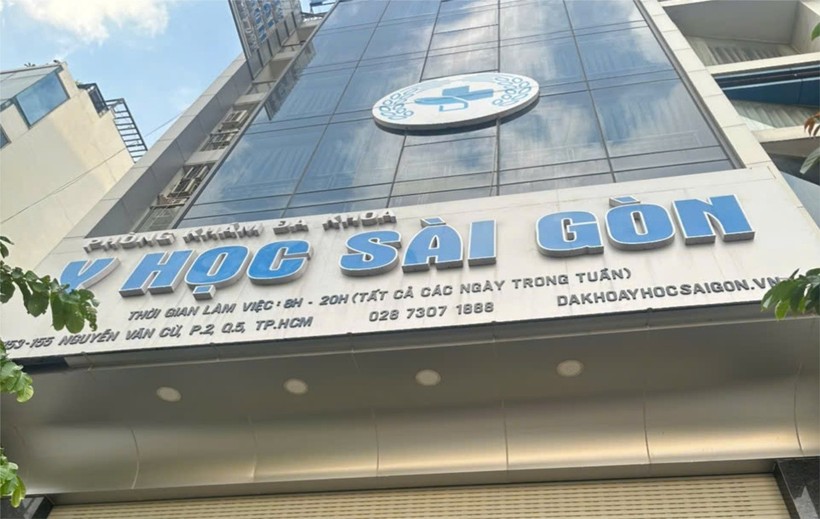 PHÒNG KHÁM ĐA KHOA
Y HỌC SÀI GÒN
THỜI GIAN LÀM VIỆC: 8H - 20H (TẤT CẢ CÁC NGÀY TRONG TUẦN)
153-155 NGUYỄN VĂN CỪ, P.2, Q.5, TP.HCM 028 7307 1888 DAKHOAYHOCSAIGON.VN